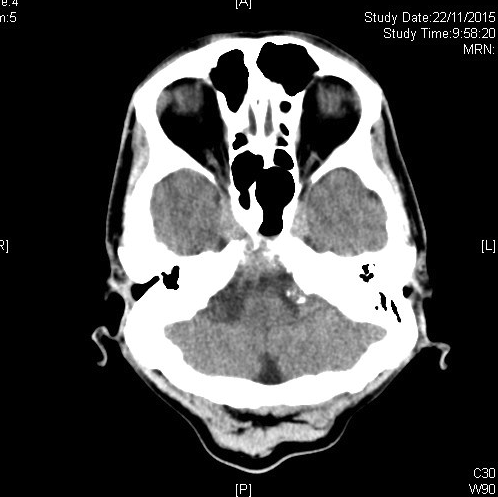 [A]
Study Date:22/11/2015
Study Time:9:58:20
MRN:
[L]
[P]
C30
W90